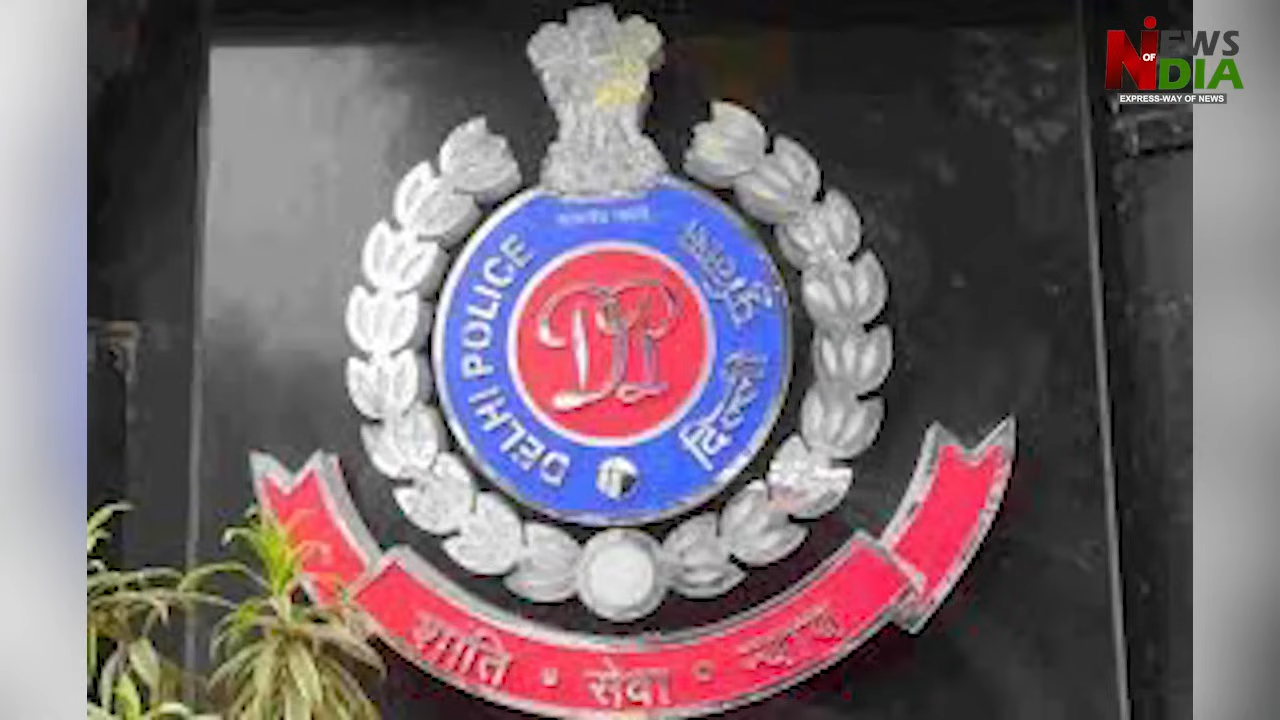 NEWS
OF
INDIA
EXPRESS-WAY OF NEWS
DELHI POLICE
दिल्ली
DP
शांति • सेवा • न्याय